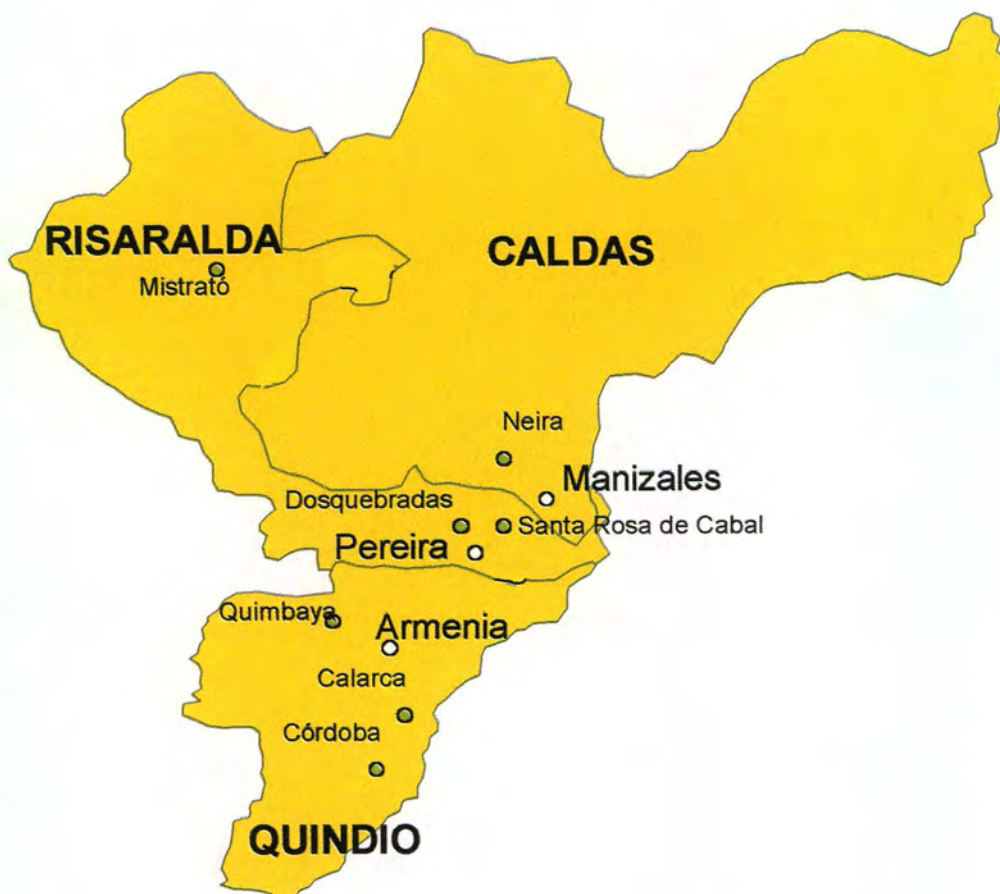 RISARALDA
CALDAS
Mistrató
Neira
Manizales
Dosquebradas
Santa Rosa de Cabal
Pereira
Quimbaya
Armenia
Calarca
Córdoba
QUINDIO